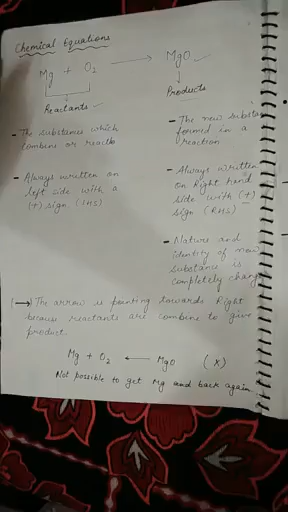 Chemical Equations
Mg + O2 ⟶ MgO
Reactants
Products
- The substances which
combine or reacts
- Always written on
left side with a
(+) sign (LHS)
- The new substan
formed in a
reaction
- Always written
on Right hand
side with (+)
sign (RHS)
- Nature and
identity of new
substance is
completely chang
(⟶) The arrow is pointing towards Right
because reactants are combine to give
product.
Mg + O2 ⟵ MgO (X)
Not possible to get Mg and back again